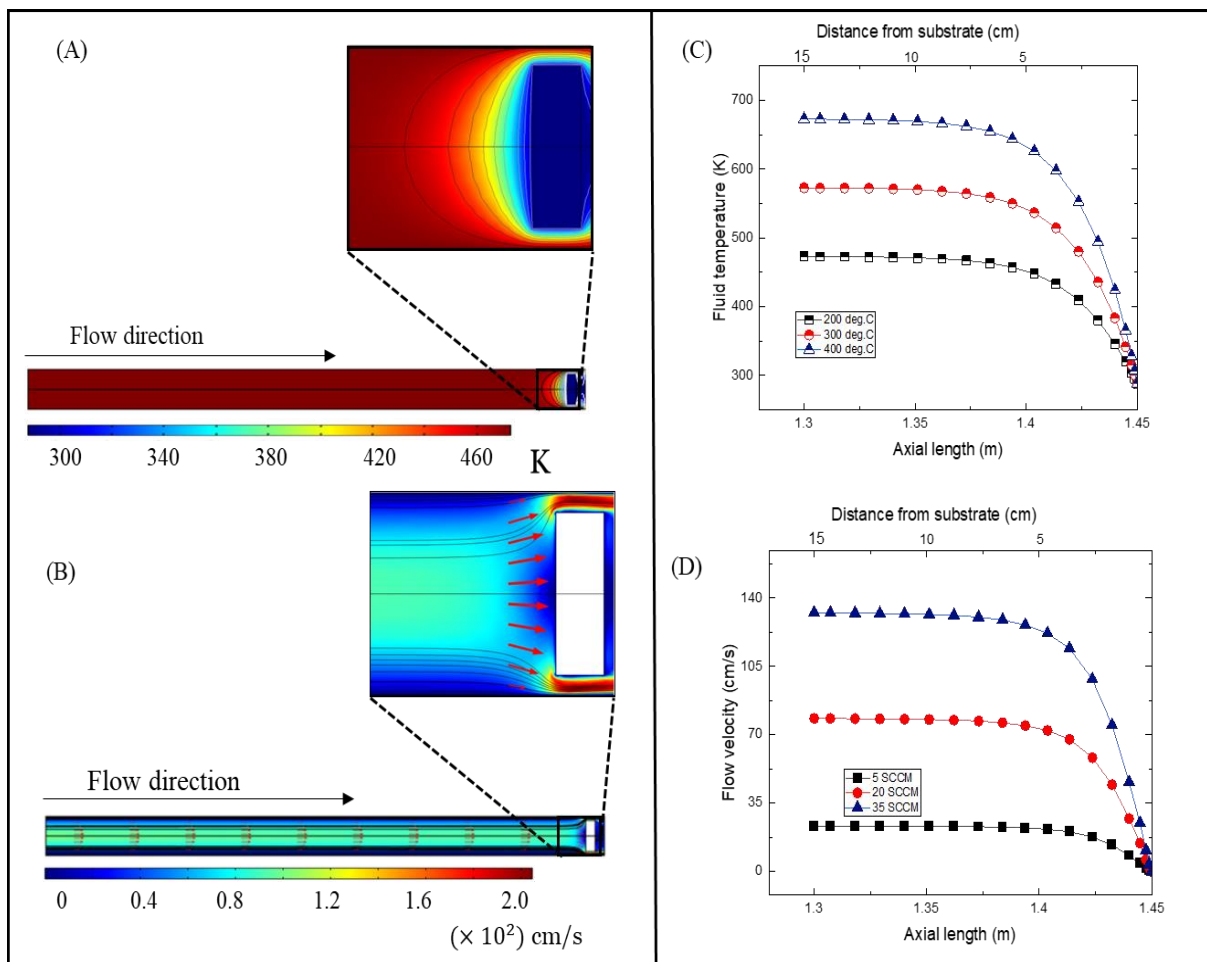 (A)
Flow direction
300 340 380 420 460 K
(B)
Flow direction
0 0.4 0.8 1.2 1.6 2.0
(× 10²) cm/s
(C)
Distance from substrate (cm)
15 10 5
700
600
500
400
300
Fluid temperature (K)
200 deg.C
300 deg.C
400 deg.C
1.3 1.35 1.4 1.45
Axial length (m)
(D)
Distance from substrate (cm)
15 10 5
140
105
70
35
0
Flow velocity (cm/s)
5 SCCM
20 SCCM
35 SCCM
1.3 1.35 1.4 1.45
Axial length (m)